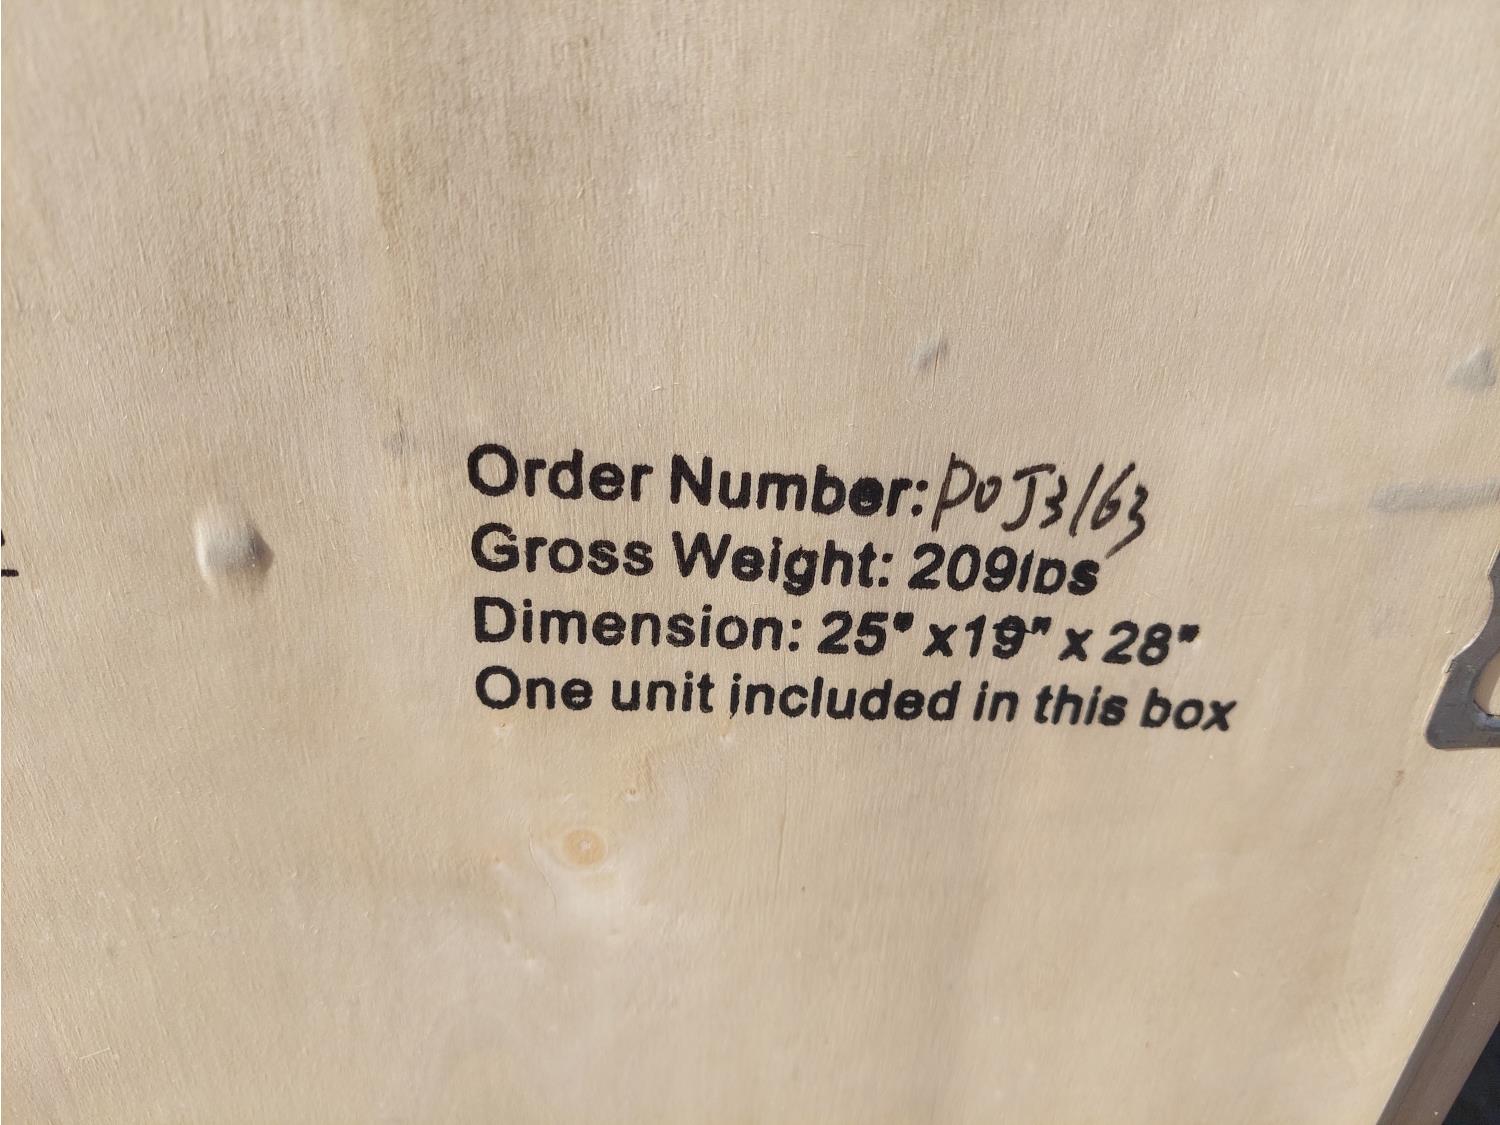 Order Number: POJ3163
Gross Weight: 209lbs
Dimension: 25" x19" x 28"
One unit included in this box